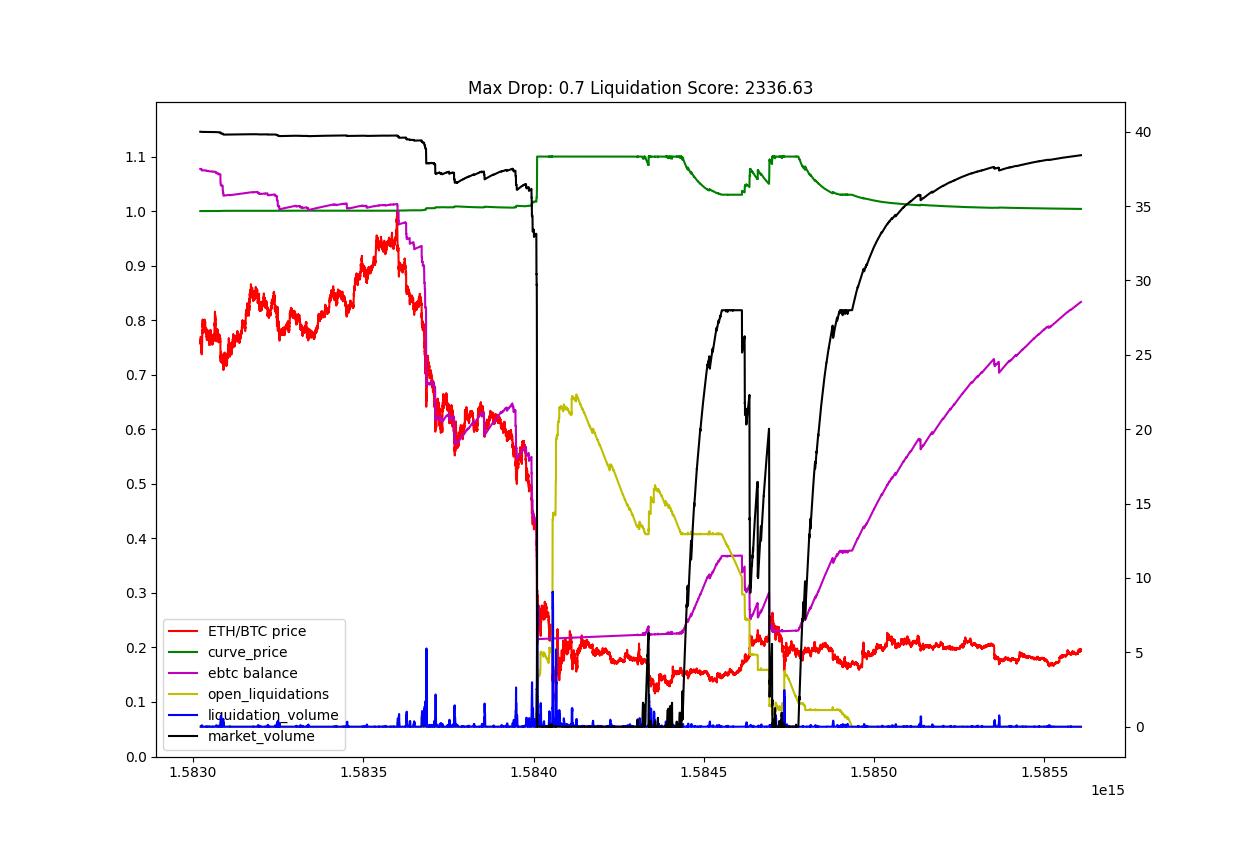 Max Drop: 0.7 Liquidation Score: 2336.63
1.1
1.0
0.9
0.8
0.7
0.6
0.5
0.4
0.3
0.2
0.1
0.0
40
35
30
25
20
15
10
5
0
ETH/BTC price
curve_price
ebtc balance
open_liquidations
liquidation_volume
market_volume
1.5830 1.5835 1.5840 1.5845 1.5850 1.5855
1e15